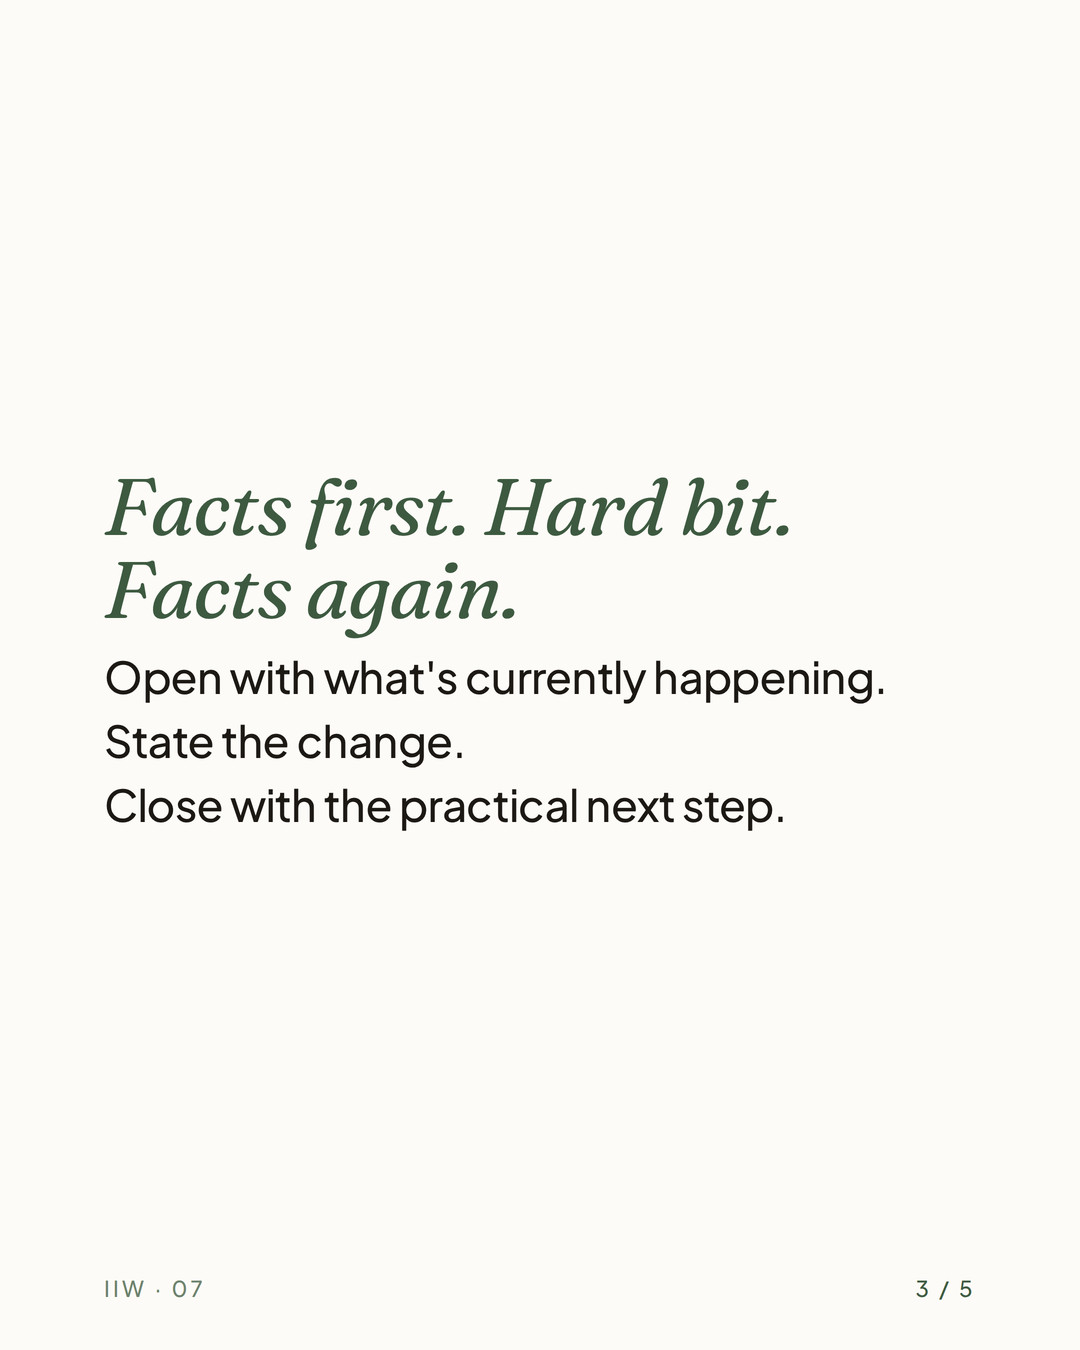 Facts first. Hard bit.
Facts again.
Open with what's currently happening.
State the change.
Close with the practical next step.
IIW · 07
3 / 5